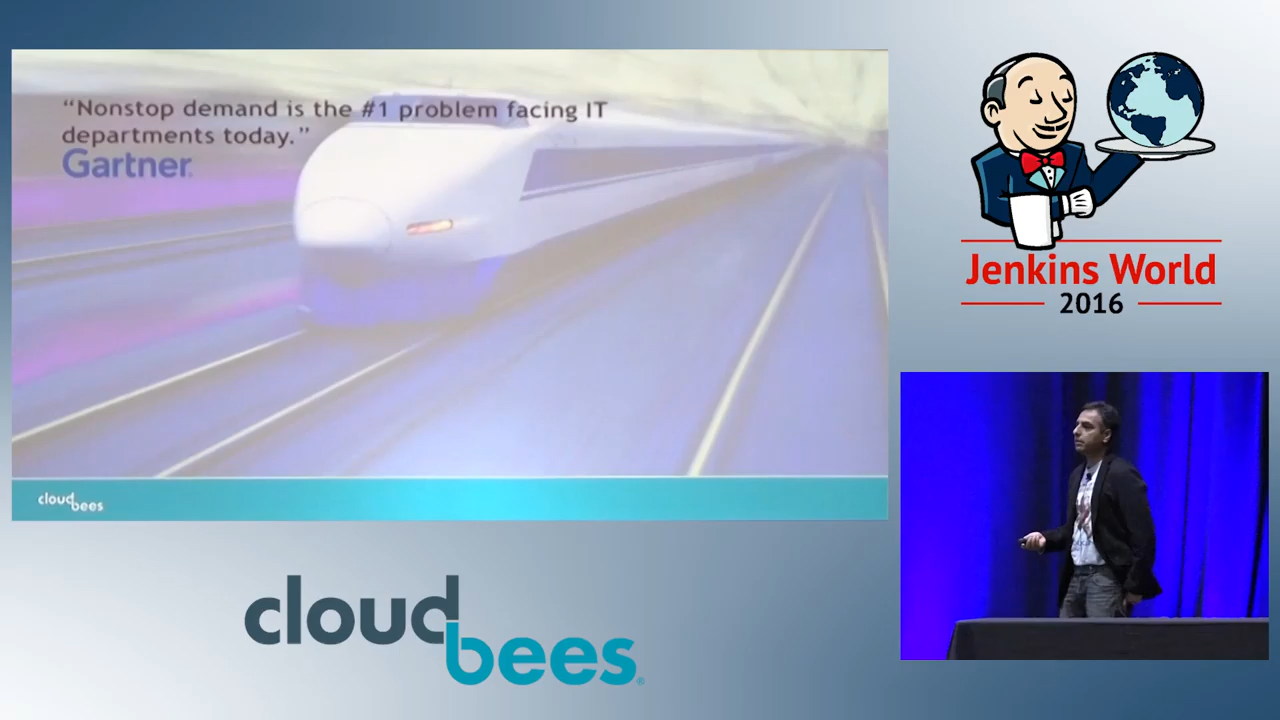 “Nonstop demand is the #1 problem facing IT
departments today.”
Gartner.
cloudbees
Jenkins World
2016
cloudbees®